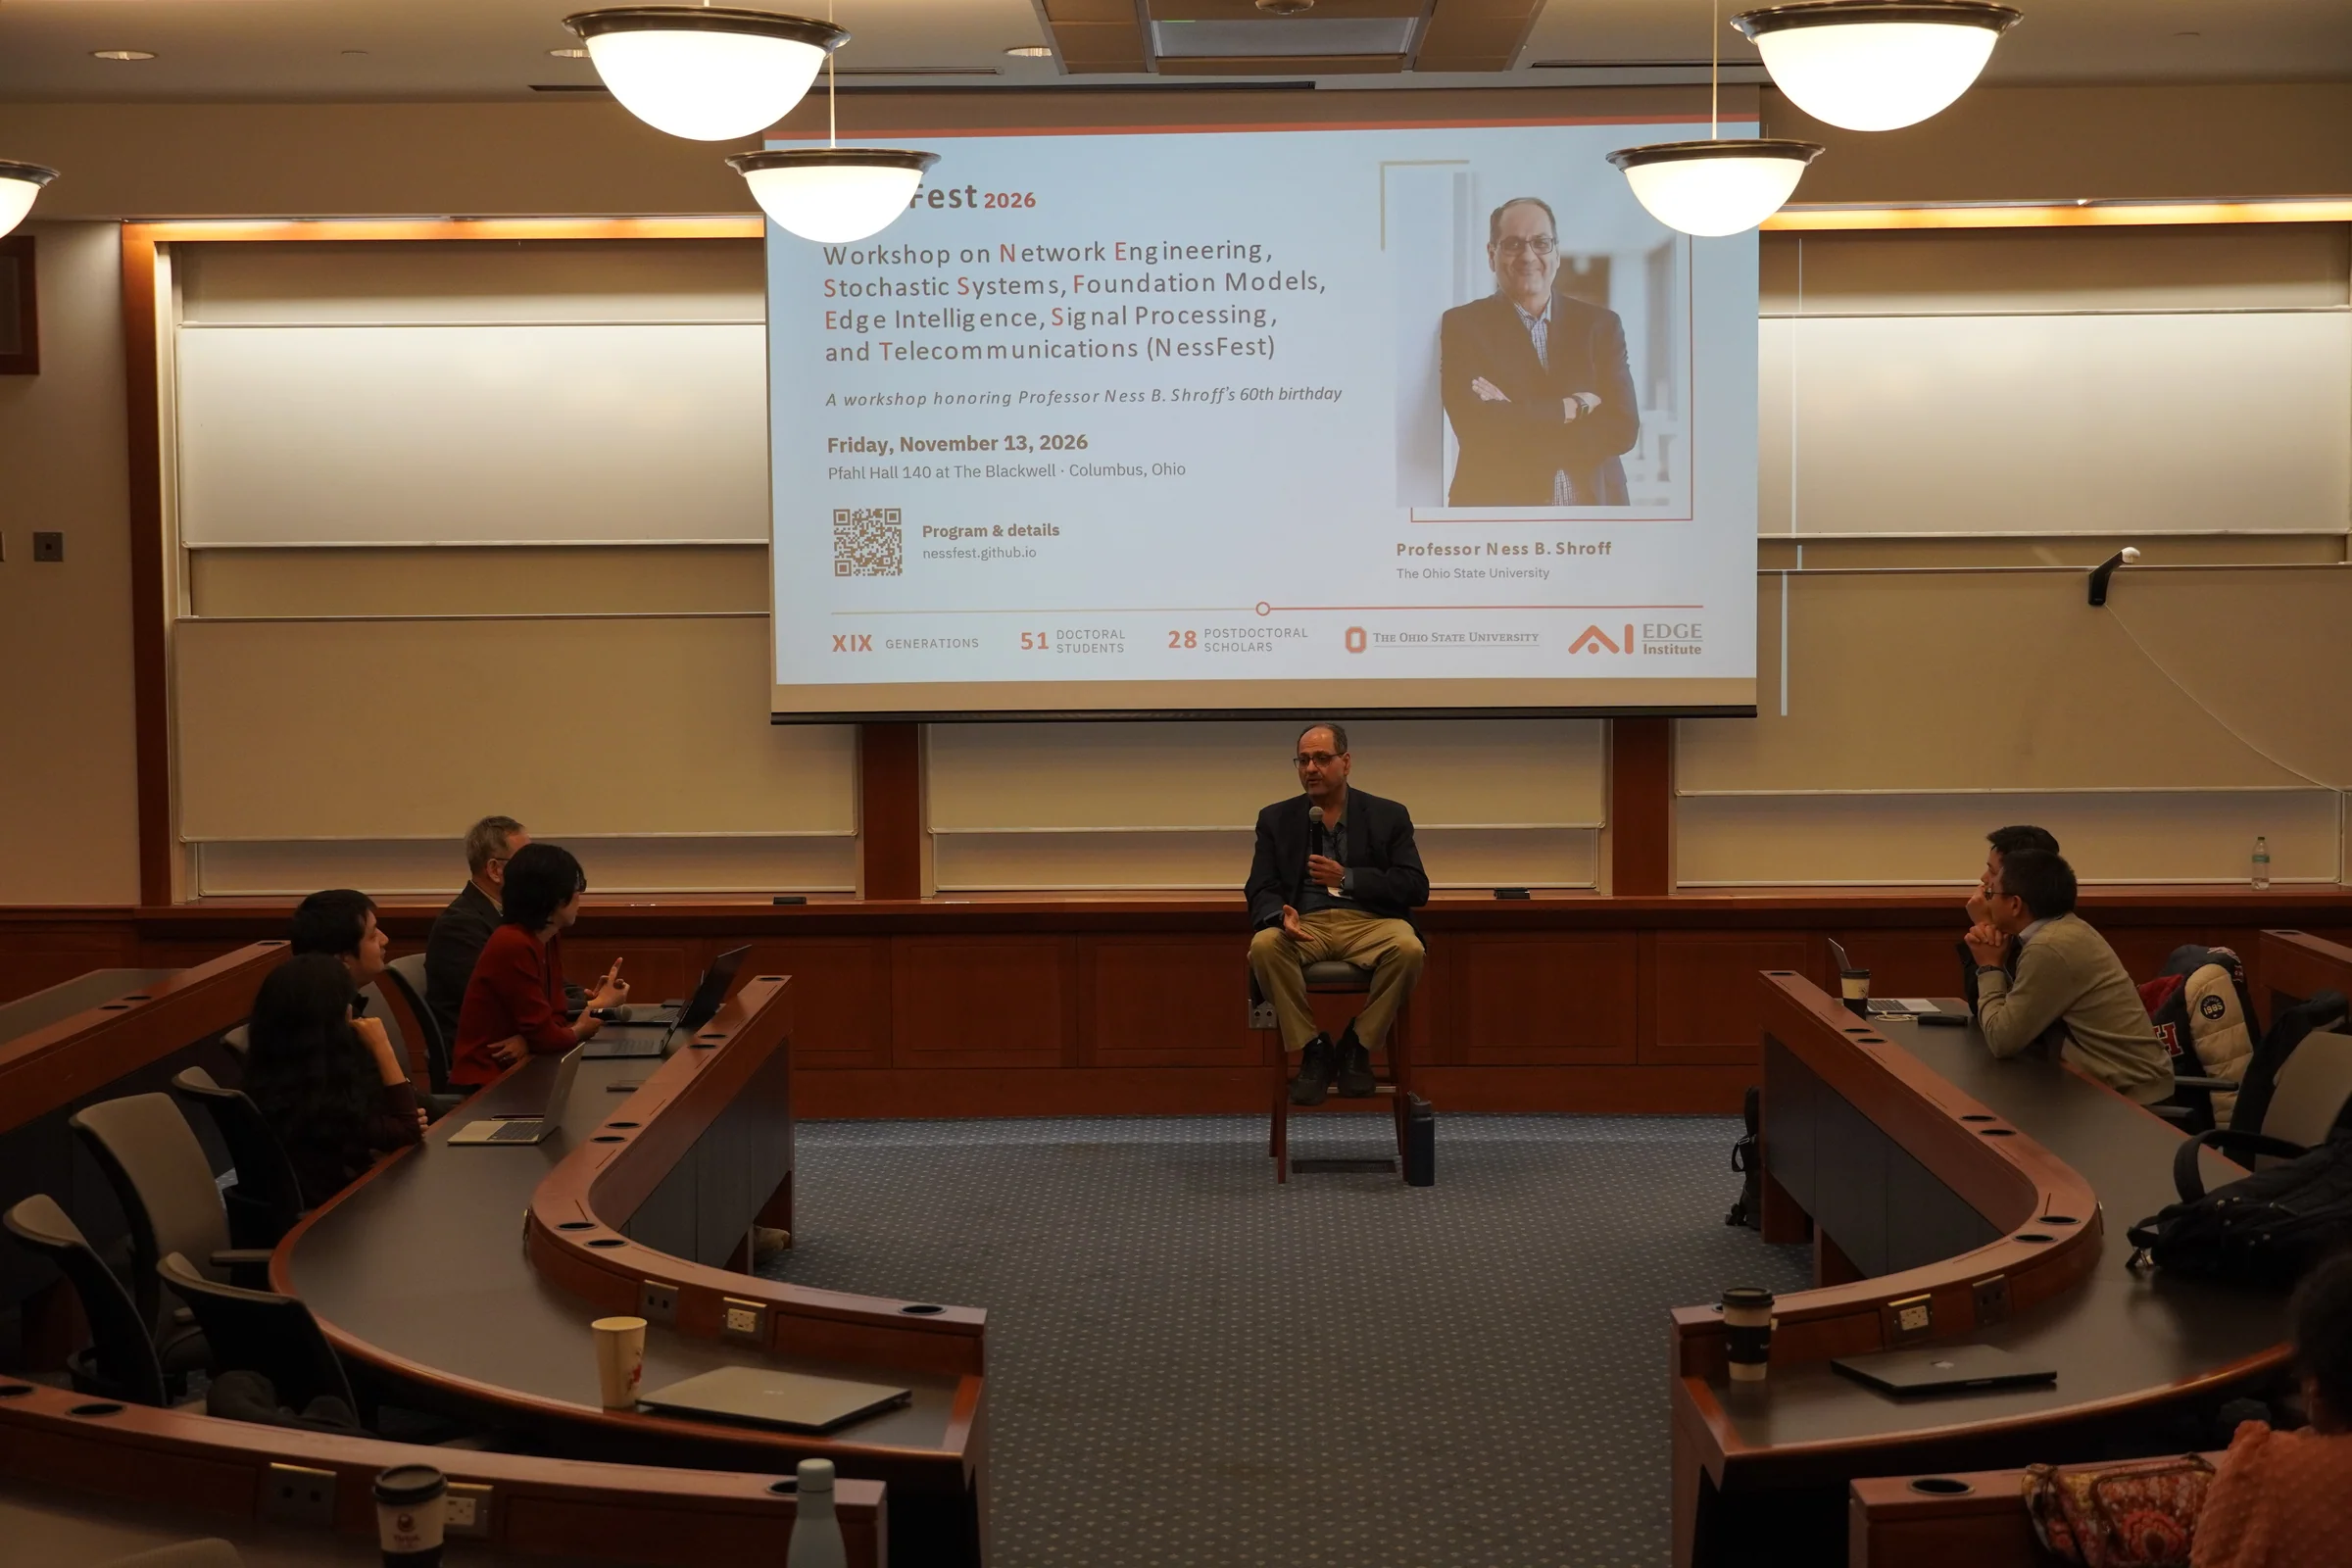 Fest 2026
Workshop on Network Engineering,
Stochastic Systems, Foundation Models,
Edge Intelligence, Signal Processing,
and Telecommunications (NessFest)
A workshop honoring Professor Ness B. Shroff's 60th birthday
Friday, November 13, 2026
Pfahl Hall 140 at The Blackwell · Columbus, Ohio
Program & details
nessfest.github.io
Professor Ness B. Shroff
The Ohio State University
XIX GENERATIONS
51 DOCTORAL
STUDENTS
28 POSTDOCTORAL
SCHOLARS
THE OHIO STATE UNIVERSITY
AI EDGE
Institute
1995
H